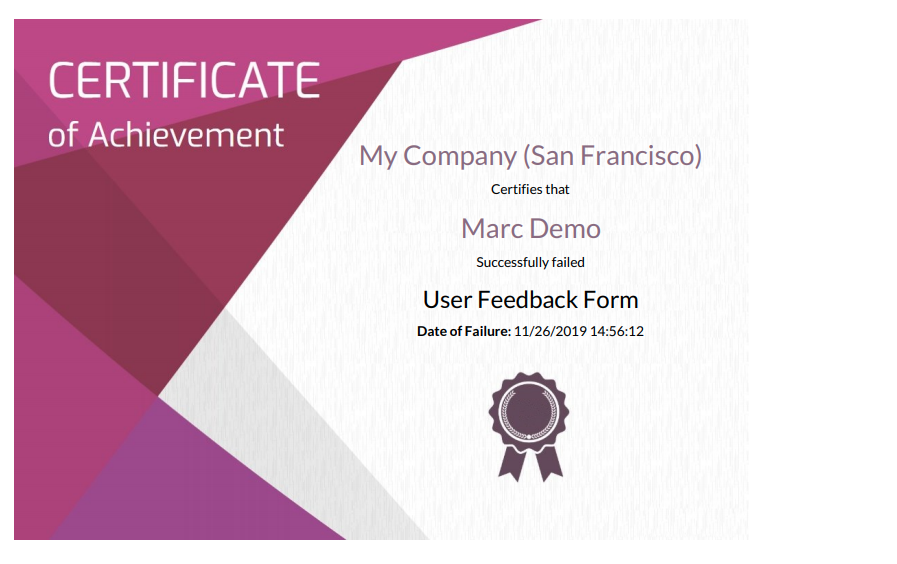 CERTIFICATE
of Achievement
My Company (San Francisco)
Certifies that
Marc Demo
Successfully failed
User Feedback Form
Date of Failure: 11/26/2019 14:56:12